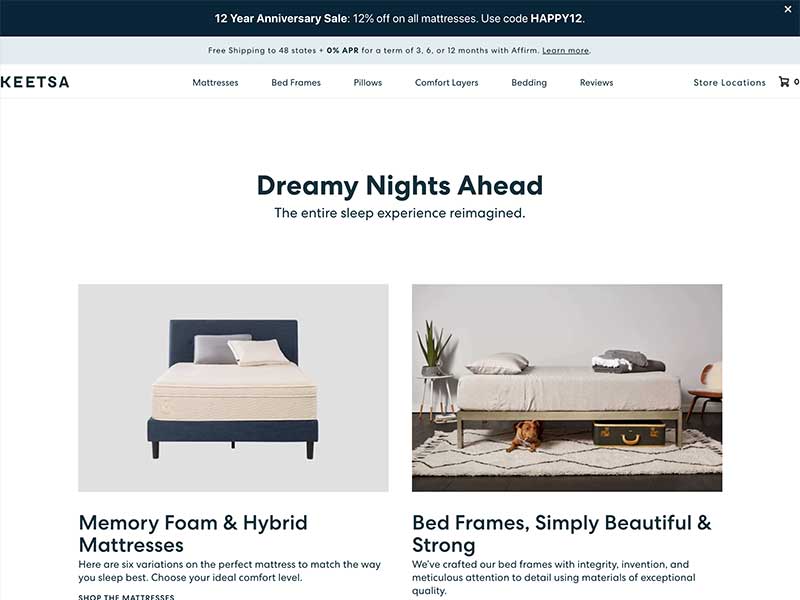 12 Year Anniversary Sale: 12% off on all mattresses. Use code HAPPY12.
Free Shipping to 48 states + 0% APR for a term of 3, 6, or 12 months with Affirm. Learn more.
KEETSA
Mattresses
Bed Frames
Pillows
Comfort Layers
Bedding
Reviews
Store Locations
0
Dreamy Nights Ahead
The entire sleep experience reimagined.
Memory Foam & Hybrid
Mattresses
Here are six variations on the perfect mattress to match the way
you sleep best. Choose your ideal comfort level.
SHOP THE MATTRESSES
Bed Frames, Simply Beautiful &
Strong
We've crafted our bed frames with integrity, invention, and
meticulous attention to detail using materials of exceptional
quality.